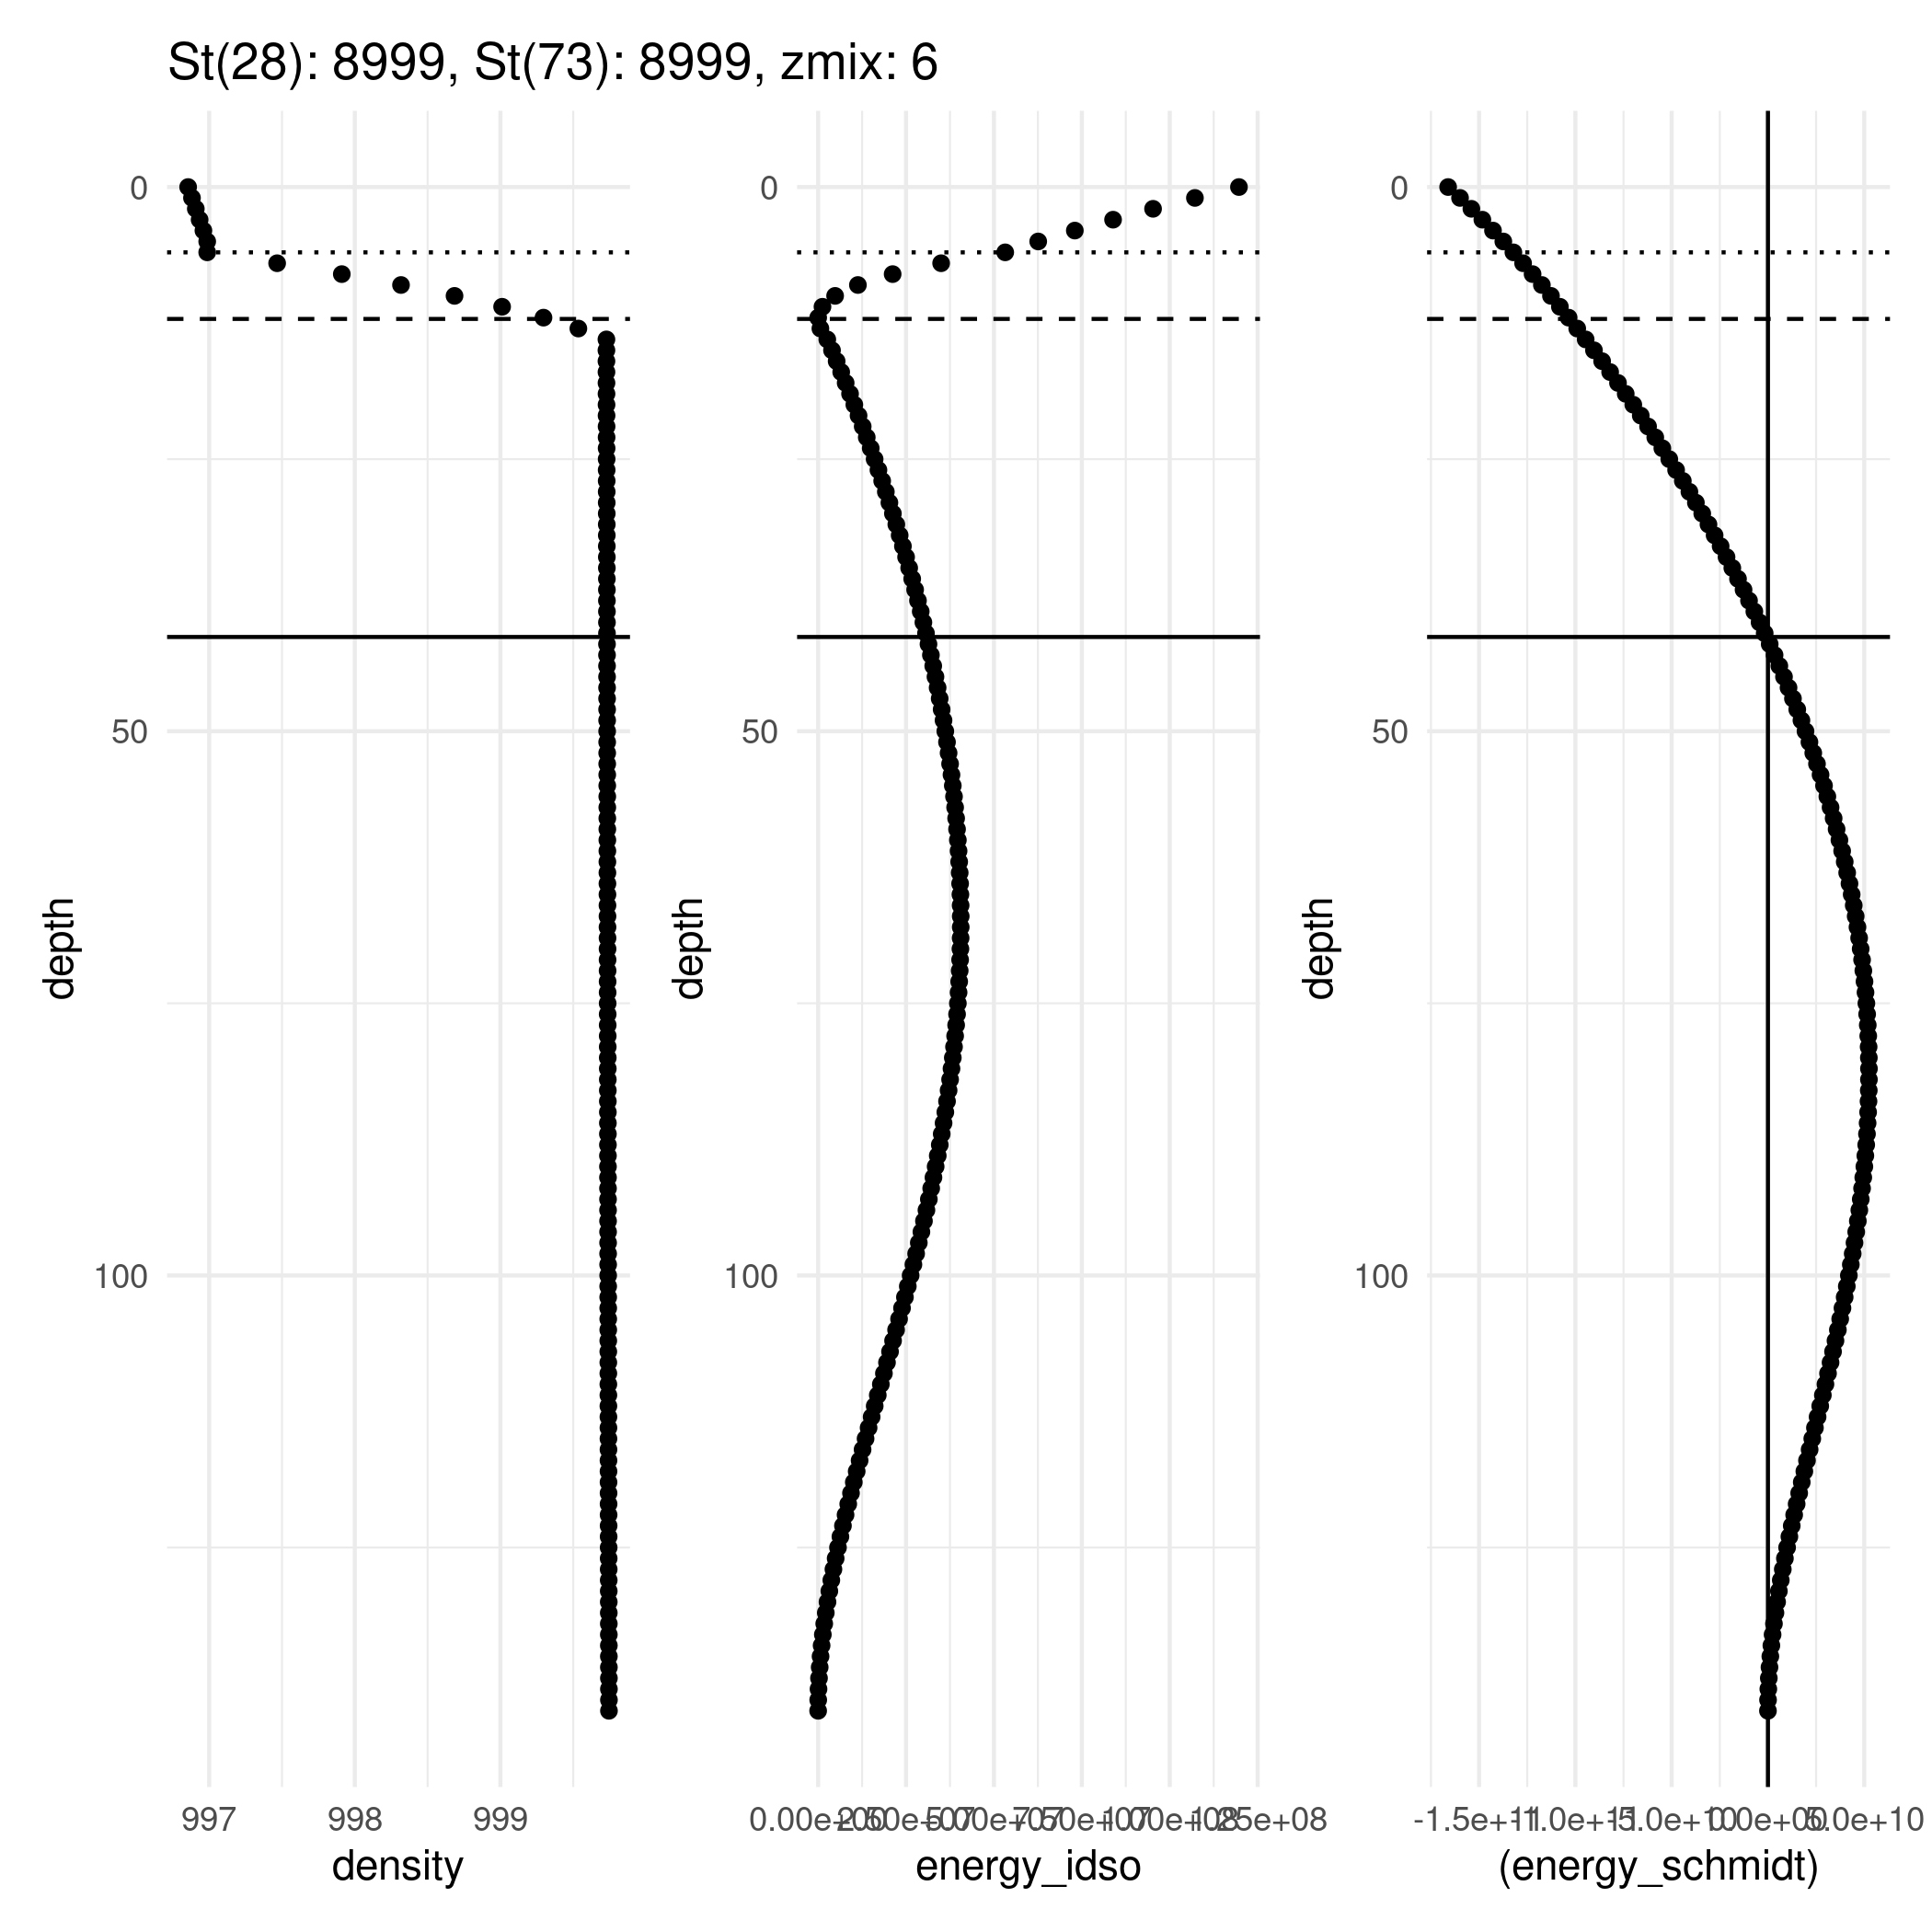 St(28): 8999, St(73): 8999, zmix: 6
0
50
100
depth
997 998 999
density
0
50
100
depth
0.00e+00 2.50e+07 5.00e+07 7.50e+07 1.00e+08 1.25e+08
energy_idso
0
50
100
depth
-1.5e+11 -1.0e+11 -5.0e+10 0.0e+00 5.0e+10
(energy_schmidt)